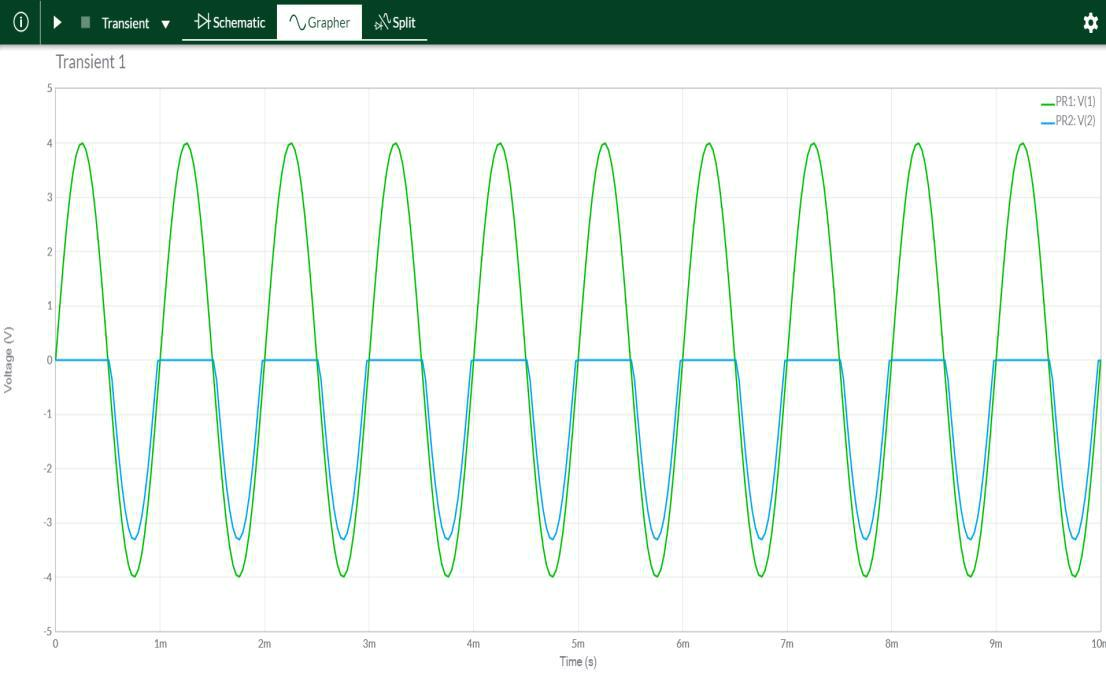 Transient Schematic Grapher Split
Transient 1
PR1: V(1)
PR2: V(2)
5
4
3
2
1
0
-1
-2
-3
-4
-5
Voltage (V)
0 1m 2m 3m 4m 5m 6m 7m 8m 9m 10m
Time (s)